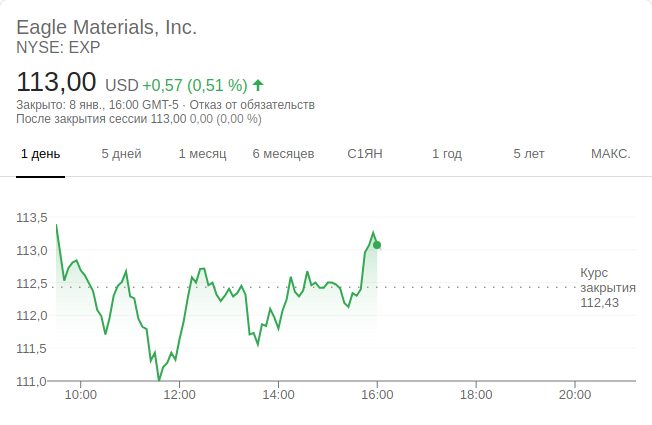 Eagle Materials, Inc.
NYSE: EXP
113,00 USD +0,57 (0,51 %)
Закрыто: 8 янв., 16:00 GMT-5 · Отказ от обязательств
После закрытия сессии 113,00 0,00 (0,00 %)
1 день 5 дней 1 месяц 6 месяцев С1ЯН 1 год 5 лет МАКС.
113,5
113,0
112,5
112,0
111,5
111,0
Курс
закрытия
112,43
10:00 12:00 14:00 16:00 18:00 20:00